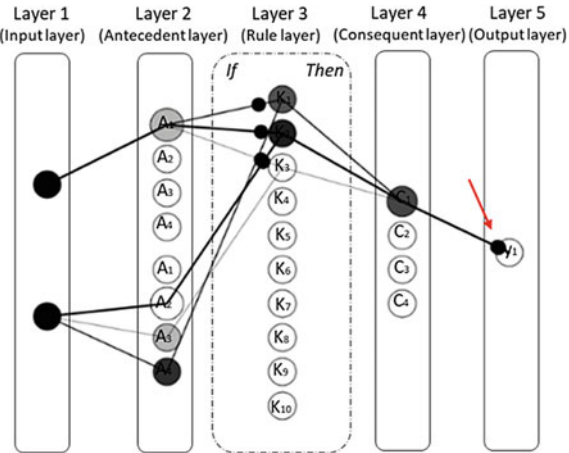 Layer 1
(Input layer)
Layer 2
(Antecedent layer)
Layer 3
(Rule layer)
Layer 4
(Consequent layer)
Layer 5
(Output layer)
If
Then
A1
A2
A3
A4
A1
A2
A3
A4
K1
K3
K4
K5
K6
K7
K8
K9
K10
C1
C2
C3
C4
y1